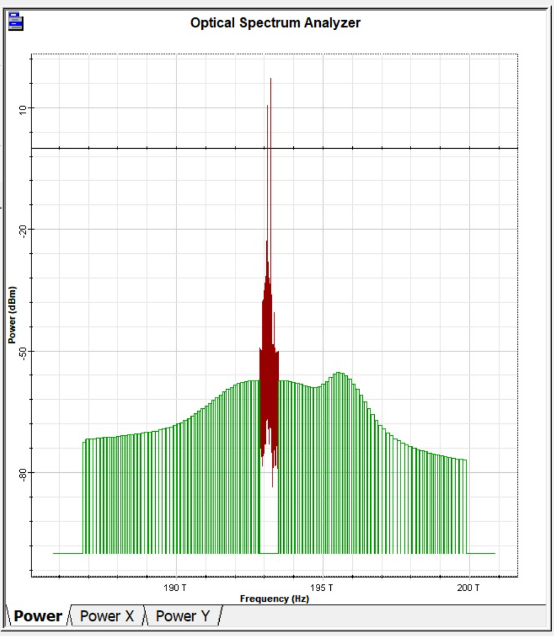 Optical Spectrum Analyzer
10
-20
-50
-80
Power (dBm)
190 T
195 T
200 T
Frequency (Hz)
Power
Power X
Power Y